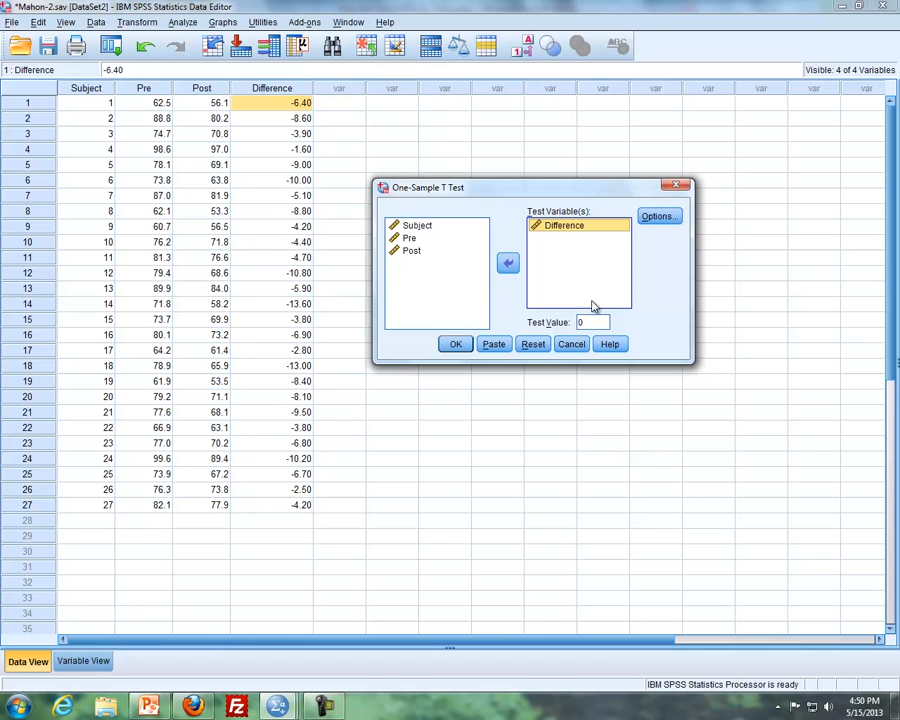 *Mahon-2.sav [DataSet2] - IBM SPSS Statistics Data Editor
File Edit View Data Transform Analyze Graphs Utilities Add-ons Window Help
1 : Difference -6.40 Visible: 4 of 4 Variables
Subject Pre Post Difference var var var var var var var var var var
1 1 62.5 56.1 -6.40
2 2 88.8 80.2 -8.60
3 3 74.7 70.8 -3.90
4 4 98.6 97.0 -1.60
5 5 78.1 69.1 -9.00
6 6 73.8 63.8 -10.00
7 7 87.0 81.9 -5.10
8 8 62.1 53.3 -8.80
9 9 60.7 56.5 -4.20
10 10 76.2 71.8 -4.40
11 11 81.3 76.6 -4.70
12 12 79.4 68.6 -10.80
13 13 89.9 84.0 -5.90
14 14 71.8 58.2 -13.60
15 15 73.7 69.9 -3.80
16 16 80.1 73.2 -6.90
17 17 64.2 61.4 -2.80
18 18 78.9 65.9 -13.00
19 19 61.9 53.5 -8.40
20 20 79.2 71.1 -8.10
21 21 77.6 68.1 -9.50
22 22 66.9 63.1 -3.80
23 23 77.0 70.2 -6.80
24 24 99.6 89.4 -10.20
25 25 73.9 67.2 -6.70
26 26 76.3 73.8 -2.50
27 27 82.1 77.9 -4.20
28
29
30
31
32
33
34
35
One-Sample T Test
Test Variable(s):
Subject
Pre
Post
Difference
Options...
Test Value: 0
OK Paste Reset Cancel Help
Data View Variable View
IBM SPSS Statistics Processor is ready
4:50 PM
5/15/2013